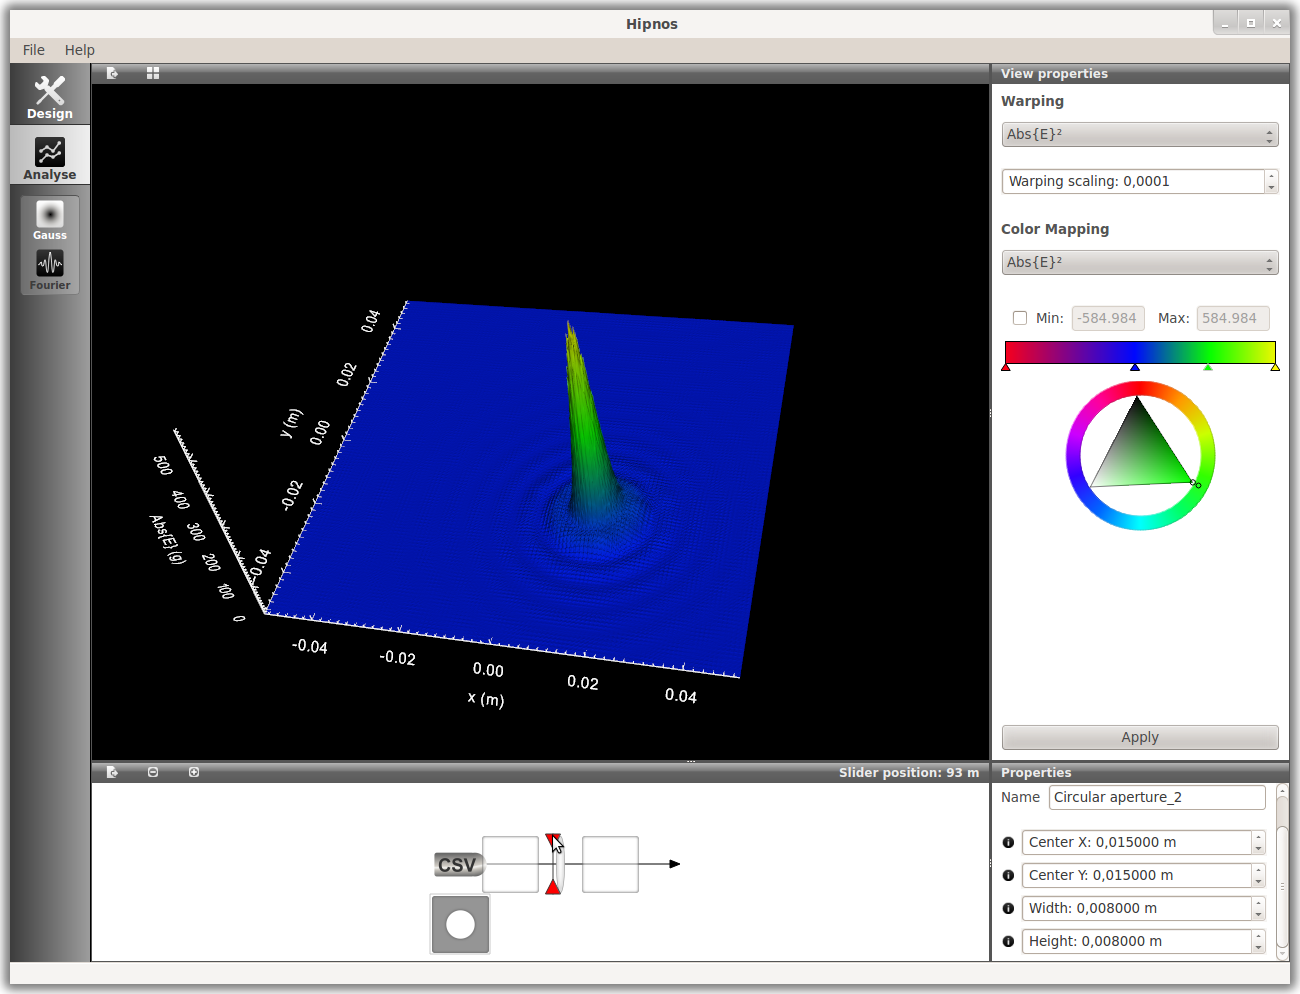 Hipnos
File Help
Design
Analyse
Gauss
Fourier
0.04
0.02
0.00
-0.02
-0.04
y (m)
500
400
300
200
100
0
Abs{E} (g)
-0.04
-0.02
0.00
0.02
0.04
x (m)
View properties
Warping
Abs{E}²
Warping scaling: 0,0001
Color Mapping
Abs{E}²
Min: -584.984 Max: 584.984
Apply
Slider position: 93 m
CSV
Properties
Name Circular aperture_2
Center X: 0,015000 m
Center Y: 0,015000 m
Width: 0,008000 m
Height: 0,008000 m